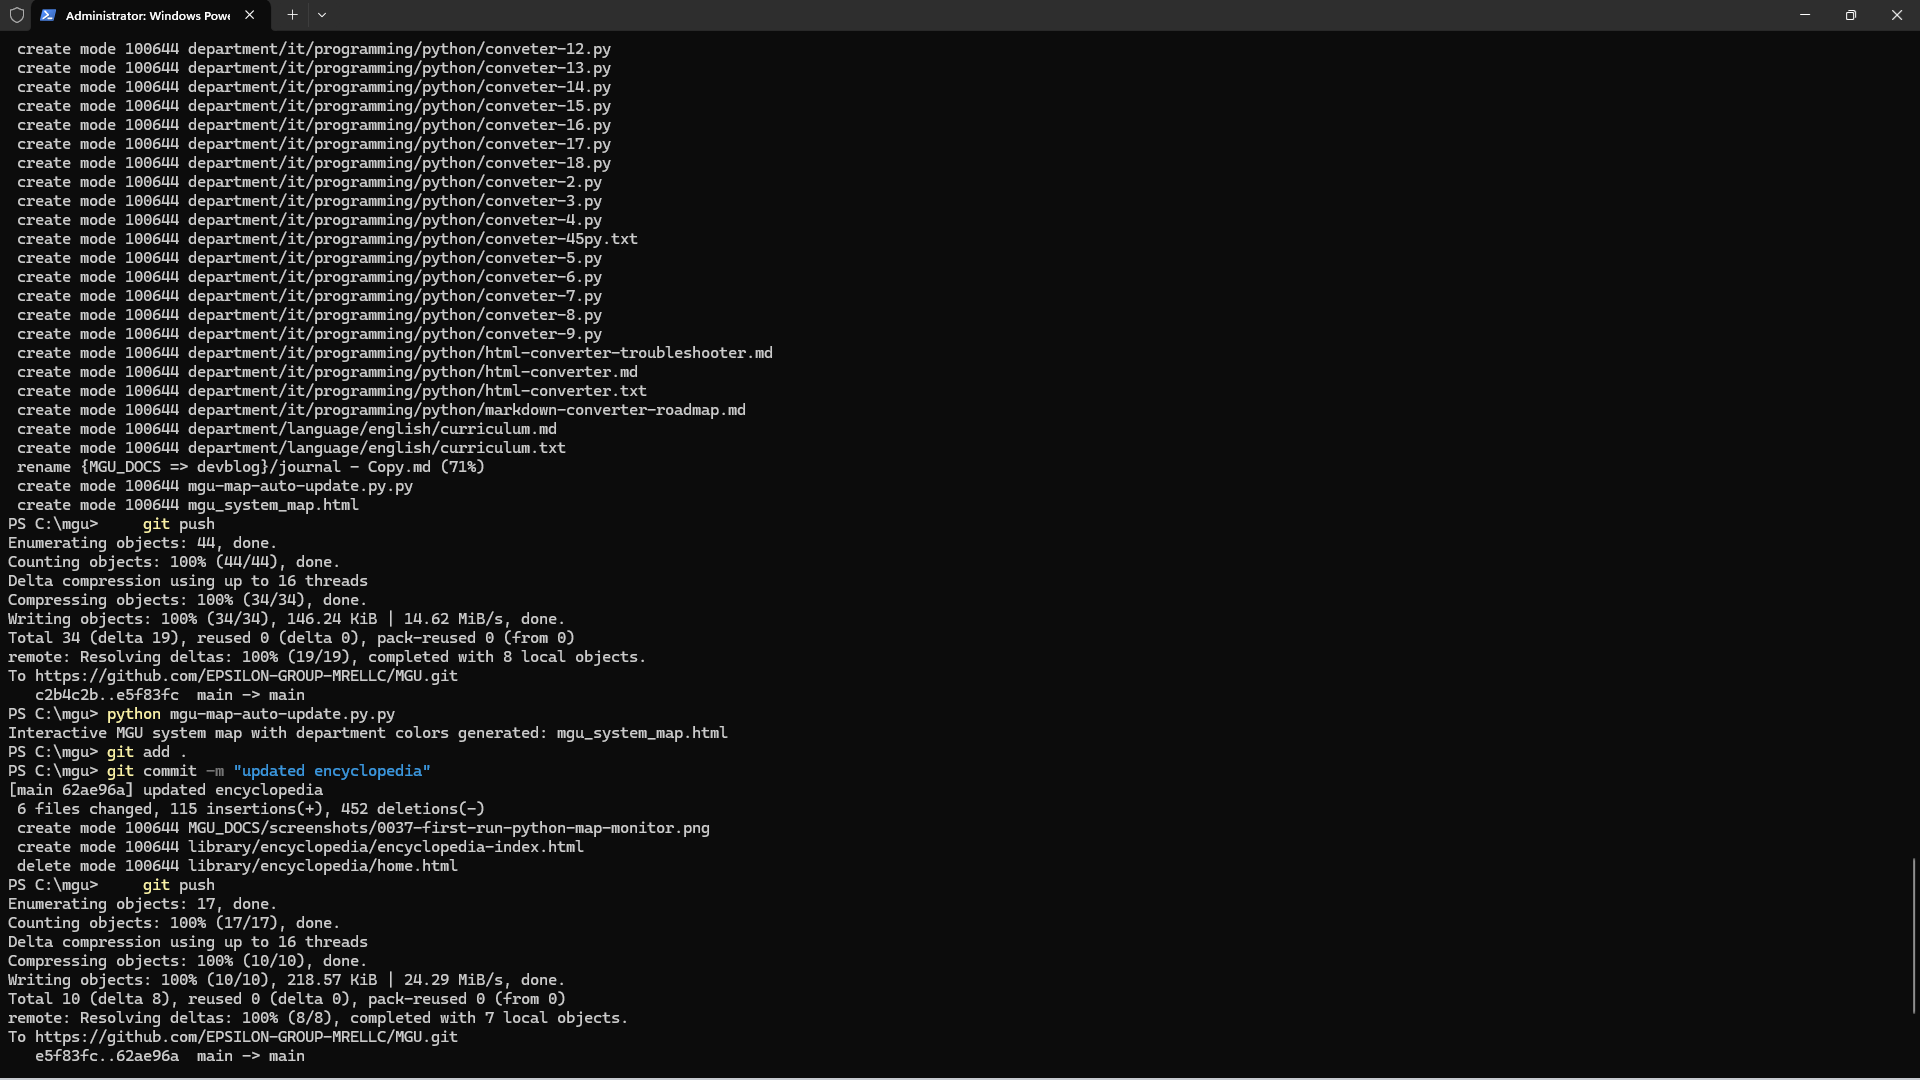 Administrator: Windows Powe
create mode 100644 department/it/programming/python/conveter-12.py
create mode 100644 department/it/programming/python/conveter-13.py
create mode 100644 department/it/programming/python/conveter-14.py
create mode 100644 department/it/programming/python/conveter-15.py
create mode 100644 department/it/programming/python/conveter-16.py
create mode 100644 department/it/programming/python/conveter-17.py
create mode 100644 department/it/programming/python/conveter-18.py
create mode 100644 department/it/programming/python/conveter-2.py
create mode 100644 department/it/programming/python/conveter-3.py
create mode 100644 department/it/programming/python/conveter-4.py
create mode 100644 department/it/programming/python/conveter-45py.txt
create mode 100644 department/it/programming/python/conveter-5.py
create mode 100644 department/it/programming/python/conveter-6.py
create mode 100644 department/it/programming/python/conveter-7.py
create mode 100644 department/it/programming/python/conveter-8.py
create mode 100644 department/it/programming/python/conveter-9.py
create mode 100644 department/it/programming/python/html-converter-troubleshooter.md
create mode 100644 department/it/programming/python/html-converter.md
create mode 100644 department/it/programming/python/html-converter.txt
create mode 100644 department/it/programming/python/markdown-converter-roadmap.md
create mode 100644 department/language/english/curriculum.md
create mode 100644 department/language/english/curriculum.txt
rename {MGU_DOCS => devblog}/journal - Copy.md (71%)
create mode 100644 mgu-map-auto-update.py.py
create mode 100644 mgu_system_map.html
PS C:\mgu>     git push
Enumerating objects: 44, done.
Counting objects: 100% (44/44), done.
Delta compression using up to 16 threads
Compressing objects: 100% (34/34), done.
Writing objects: 100% (34/34), 146.24 KiB | 14.62 MiB/s, done.
Total 34 (delta 19), reused 0 (delta 0), pack-reused 0 (from 0)
remote: Resolving deltas: 100% (19/19), completed with 8 local objects.
To https://github.com/EPSILON-GROUP-MRELLC/MGU.git
   c2b4c2b..e5f83fc  main -> main
PS C:\mgu> python mgu-map-auto-update.py.py
Interactive MGU system map with department colors generated: mgu_system_map.html
PS C:\mgu> git add .
PS C:\mgu> git commit -m "updated encyclopedia"
[main 62ae96a] updated encyclopedia
 6 files changed, 115 insertions(+), 452 deletions(-)
 create mode 100644 MGU_DOCS/screenshots/0037-first-run-python-map-monitor.png
 create mode 100644 library/encyclopedia/encyclopedia-index.html
 delete mode 100644 library/encyclopedia/home.html
PS C:\mgu>     git push
Enumerating objects: 17, done.
Counting objects: 100% (17/17), done.
Delta compression using up to 16 threads
Compressing objects: 100% (10/10), done.
Writing objects: 100% (10/10), 218.57 KiB | 24.29 MiB/s, done.
Total 10 (delta 8), reused 0 (delta 0), pack-reused 0 (from 0)
remote: Resolving deltas: 100% (8/8), completed with 7 local objects.
To https://github.com/EPSILON-GROUP-MRELLC/MGU.git
   e5f83fc..62ae96a  main -> main